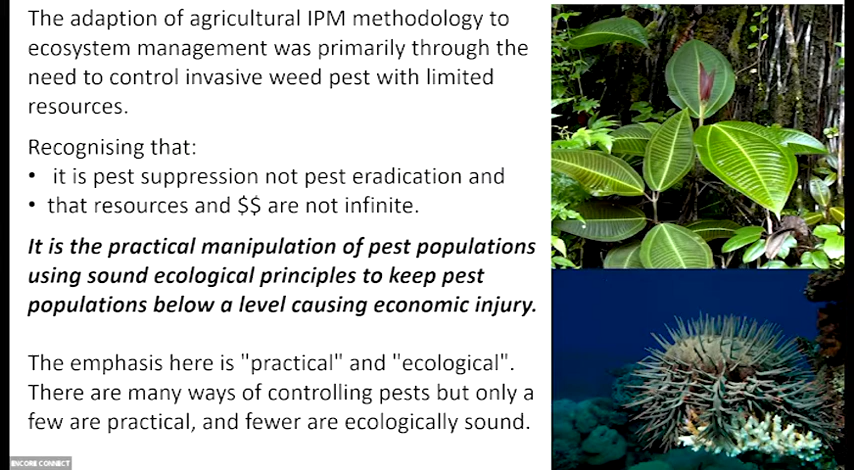 The adaption of agricultural IPM methodology to
ecosystem management was primarily through the
need to control invasive weed pest with limited
resources.
Recognising that:
• it is pest suppression not pest eradication and
• that resources and $$ are not infinite.
It is the practical manipulation of pest populations
using sound ecological principles to keep pest
populations below a level causing economic injury.
The emphasis here is "practical" and "ecological".
There are many ways of controlling pests but only a
few are practical, and fewer are ecologically sound.
ENCORE CONNECT